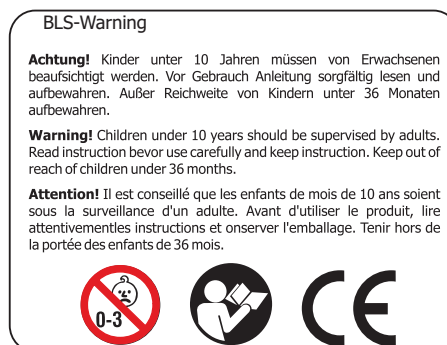 BLS-Warning
Achtung! Kinder unter 10 Jahren müssen von Erwachsenen
beaufsichtigt werden. Vor Gebrauch Anleitung sorgfältig lesen und
aufbewahren. Außer Reichweite von Kindern unter 36 Monaten
aufbewahren.
Warning! Children under 10 years should be supervised by adults.
Read instruction bevor use carefully and keep instruction. Keep out of
reach of children under 36 months.
Attention! Il est conseillé que les enfants de mois de 10 ans soient
sous la surveillance d'un adulte. Avant d'utiliser le produit, lire
attentivementles instructions et onserver l'emballage. Tenir hors de
la portée des enfants de 36 mois.
0-3
CE